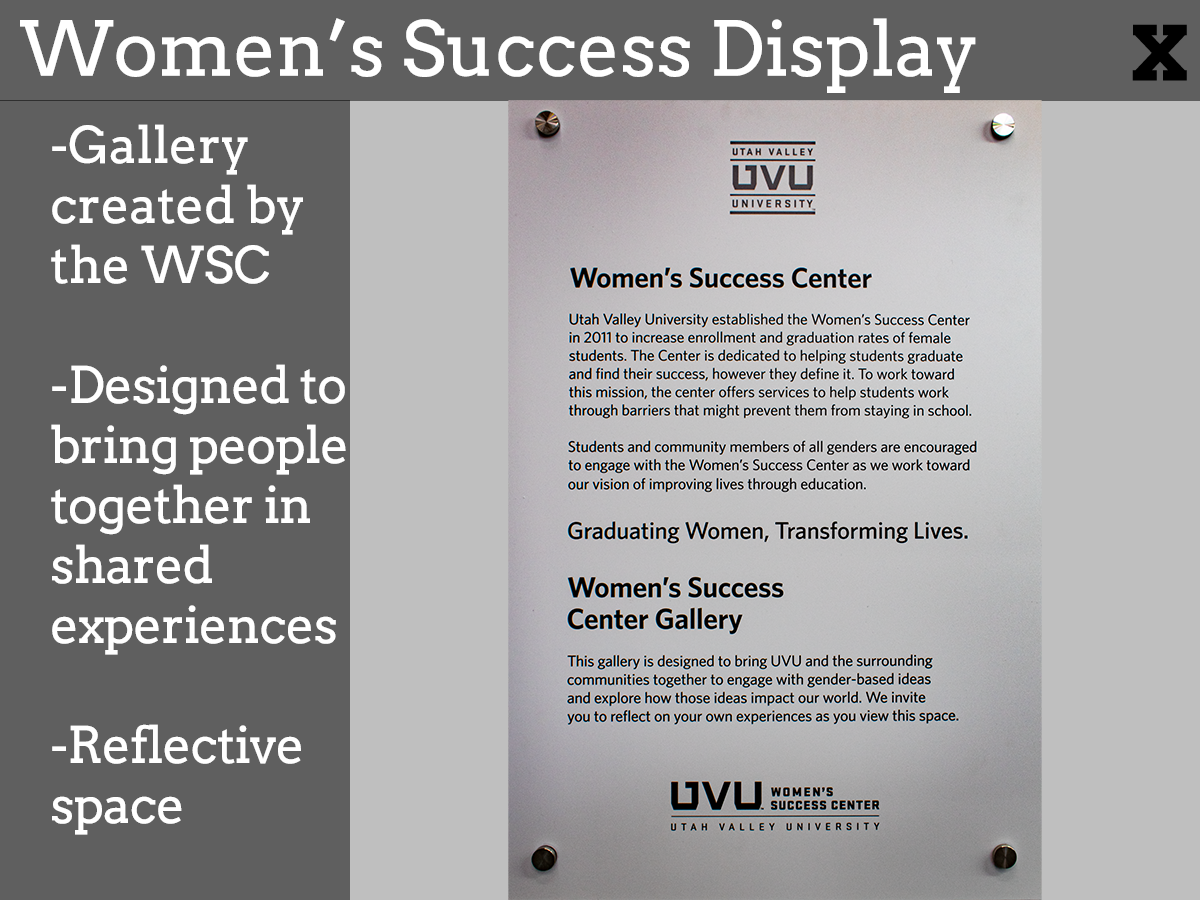 Women’s Success Display
X
-Gallery
created by
the WSC
-Designed to
bring people
together in
shared
experiences
-Reflective
space
UTAH VALLEY
UVU
UNIVERSITY
Women’s Success Center
Utah Valley University established the Women’s Success Center
in 2011 to increase enrollment and graduation rates of female
students. The Center is dedicated to helping students graduate
and find their success, however they define it. To work toward
this mission, the center offers services to help students work
through barriers that might prevent them from staying in school.
Students and community members of all genders are encouraged
to engage with the Women’s Success Center as we work toward
our vision of improving lives through education.
Graduating Women, Transforming Lives.
Women’s Success
Center Gallery
This gallery is designed to bring UVU and the surrounding
communities together to engage with gender-based ideas
and explore how those ideas impact our world. We invite
you to reflect on your own experiences as you view this space.
UVU WOMEN’S
SUCCESS CENTER
UTAH VALLEY UNIVERSITY